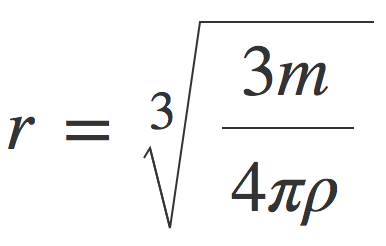 r = ∛(3m / 4πρ)